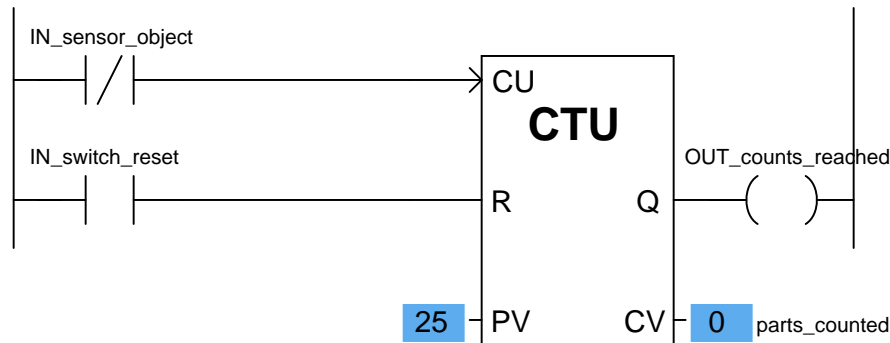 IN_sensor_object
CU
CTU
IN_switch_reset
OUT_counts_reached
R
Q
25
PV
CV
0
parts_counted